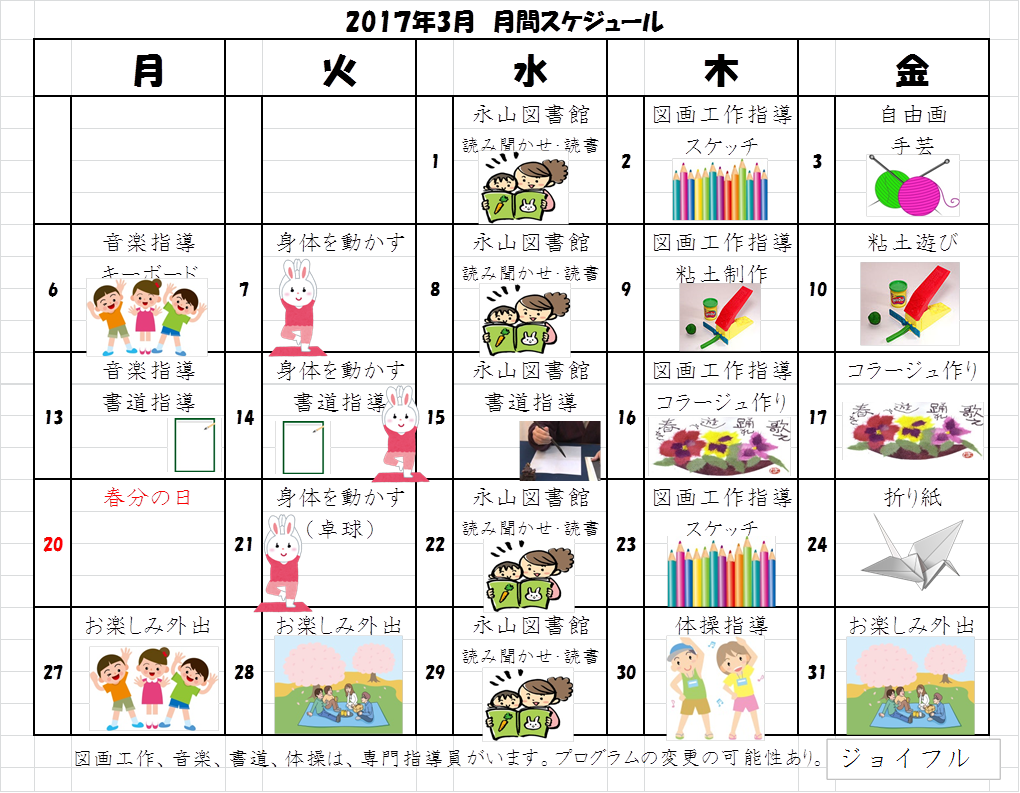 2017年3月 月間スケジュール
月 火 水 木 金
1
永山図書館
読み聞かせ・読書
2
図画工作指導
スケッチ
3
自由画
手芸
6
音楽指導
キーボード
7
身体を動かす
8
永山図書館
読み聞かせ・読書
9
図画工作指導
粘土制作
10
粘土遊び
13
音楽指導
書道指導
14
身体を動かす
書道指導
15
永山図書館
書道指導
16
図画工作指導
コラージュ作り
17
コラージュ作り
20
春分の日
21
身体を動かす
（卓球）
22
永山図書館
読み聞かせ・読書
23
図画工作指導
スケッチ
24
折り紙
27
お楽しみ外出
28
お楽しみ外出
29
永山図書館
読み聞かせ・読書
30
体操指導
31
お楽しみ外出
図画工作、音楽、書道、体操は、専門指導員がいます。プログラムの変更の可能性あり。
ジョイフル